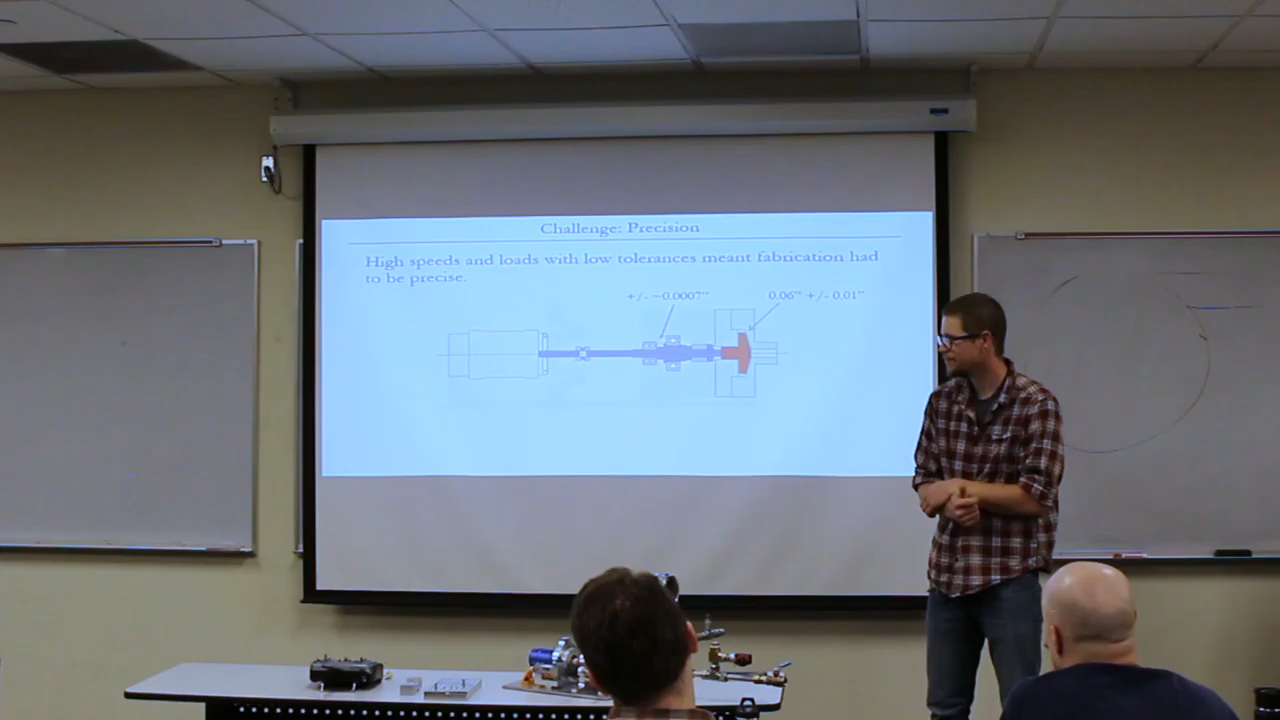 Challenge: Precision
High speeds and loads with low tolerances meant fabrication had
to be precise.
+/- ~0.0007"
0.06" +/- 0.01"